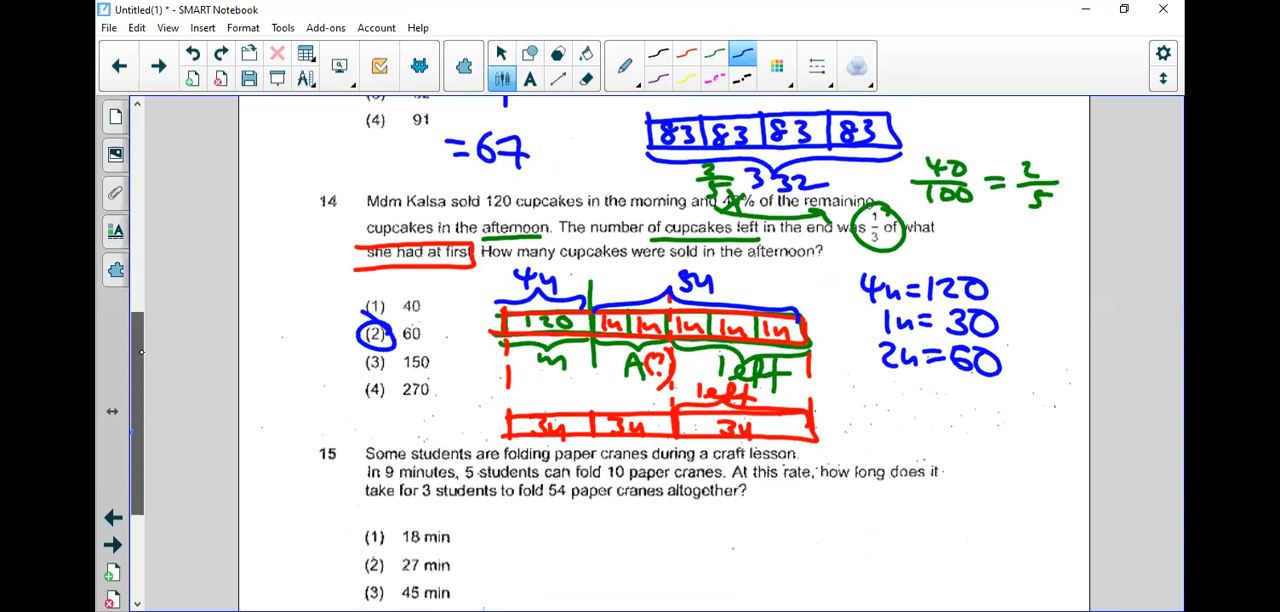 Untitled(1) * - SMART Notebook
File Edit View Insert Format Tools Add-ons Account Help
(4) 91
= 67
83 83 83 83
332
2/5
40/100 = 2/5
14 Mdm Kalsa sold 120 cupcakes in the morning and 40% of the remaining
cupcakes in the afternoon. The number of cupcakes left in the end was 1/3 of what
she had at first. How many cupcakes were sold in the afternoon?
4u 5u
4u=120
1u= 30
2u=60
(1) 40
(2) 60
(3) 150
(4) 270
120 1u 1u 1u 1u 1u
m A(?) left
left
3u 3u 3u
15 Some students are folding paper cranes during a craft lesson.
In 9 minutes, 5 students can fold 10 paper cranes. At this rate, how long does it
take for 3 students to fold 54 paper cranes altogether?
(1) 18 min
(2) 27 min
(3) 45 min